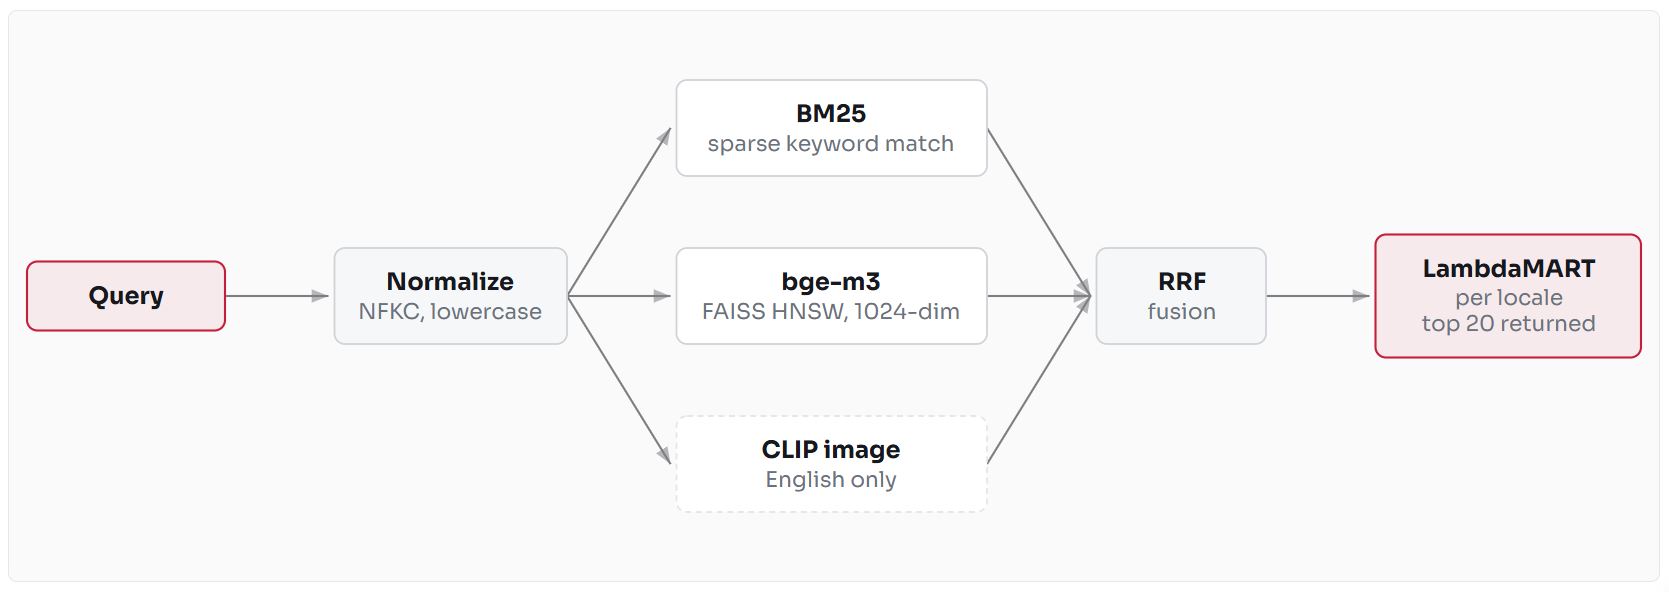 Query
Normalize
NFKC, lowercase
BM25
sparse keyword match
bge-m3
FAISS HNSW, 1024-dim
CLIP image
English only
RRF
fusion
LambdaMART
per locale
top 20 returned